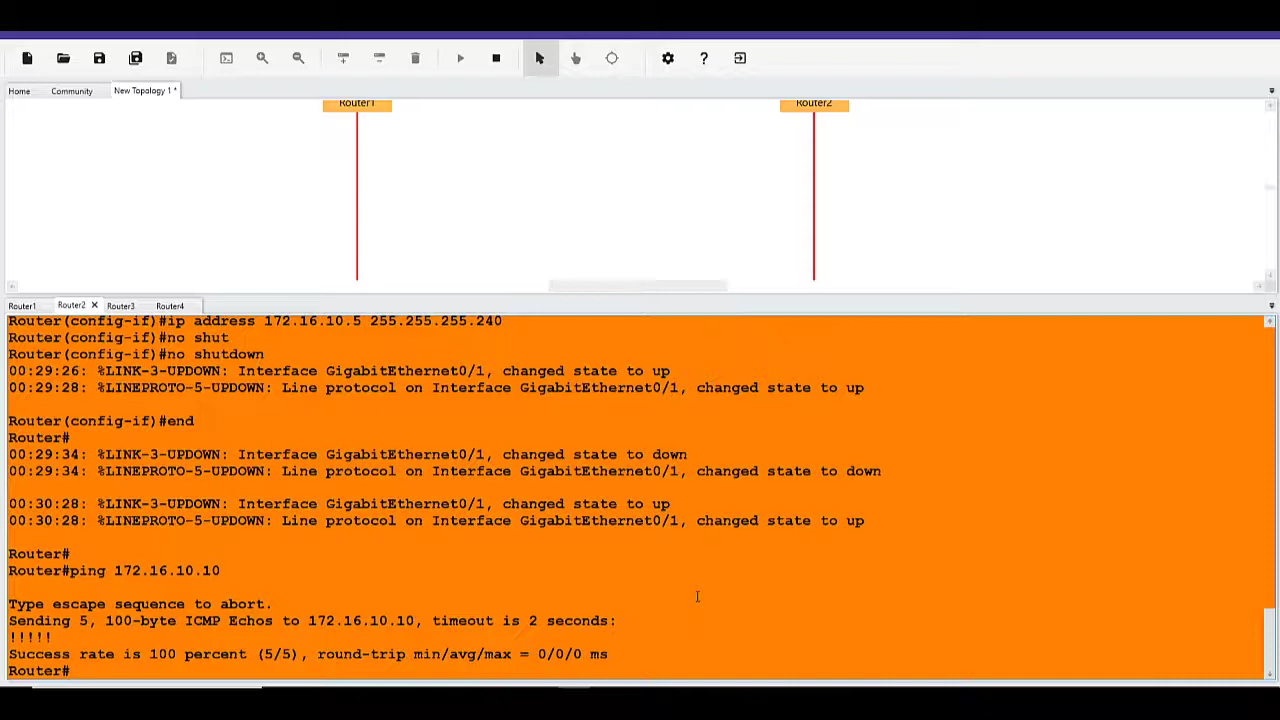 Home Community New Topology 1 *
Router1 Router2
Router1 Router2 Router3 Router4
Router(config-if)#ip address 172.16.10.5 255.255.255.240
Router(config-if)#no shut
Router(config-if)#no shutdown
00:29:26: %LINK-3-UPDOWN: Interface GigabitEthernet0/1, changed state to up
00:29:28: %LINEPROTO-5-UPDOWN: Line protocol on Interface GigabitEthernet0/1, changed state to up
Router(config-if)#end
Router#
00:29:34: %LINK-3-UPDOWN: Interface GigabitEthernet0/1, changed state to down
00:29:34: %LINEPROTO-5-UPDOWN: Line protocol on Interface GigabitEthernet0/1, changed state to down
00:30:28: %LINK-3-UPDOWN: Interface GigabitEthernet0/1, changed state to up
00:30:28: %LINEPROTO-5-UPDOWN: Line protocol on Interface GigabitEthernet0/1, changed state to up
Router#
Router#ping 172.16.10.10
Type escape sequence to abort.
Sending 5, 100-byte ICMP Echos to 172.16.10.10, timeout is 2 seconds:
!!!!!
Success rate is 100 percent (5/5), round-trip min/avg/max = 0/0/0 ms
Router#